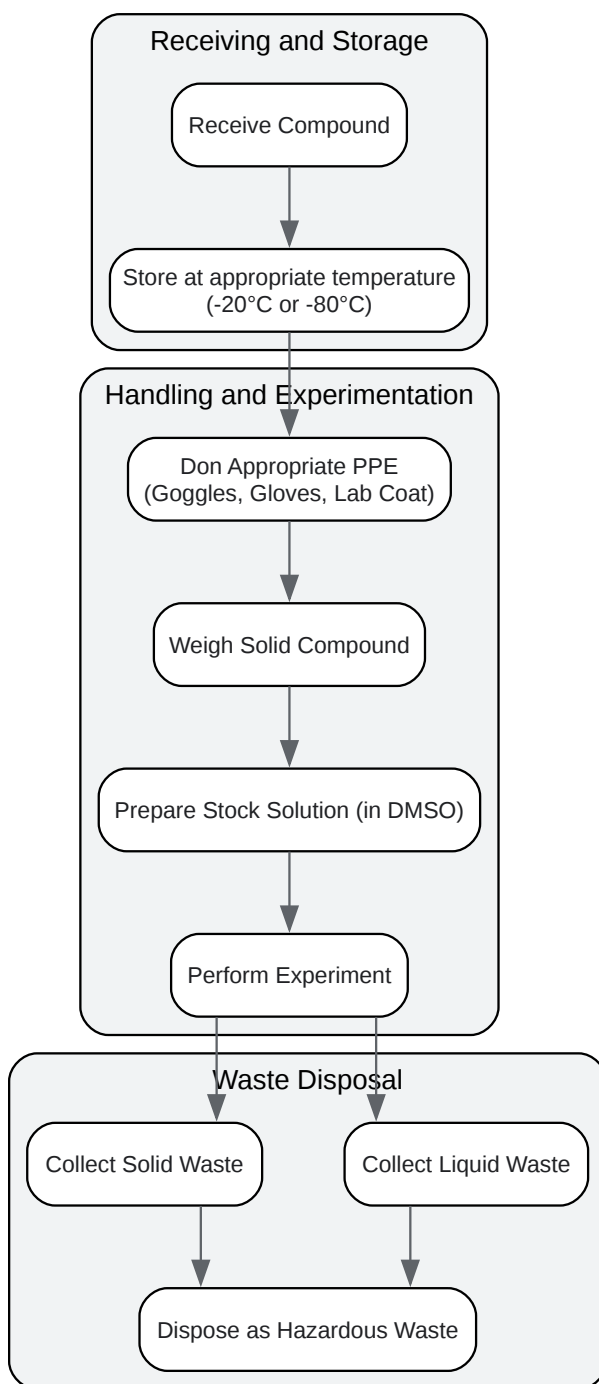 Receiving and Storage
Receive Compound
Store at appropriate temperature
(-20°C or -80°C)
Handling and Experimentation
Don Appropriate PPE
(Goggles, Gloves, Lab Coat)
Weigh Solid Compound
Prepare Stock Solution (in DMSO)
Perform Experiment
Waste Disposal
Collect Solid Waste
Collect Liquid Waste
Dispose as Hazardous Waste